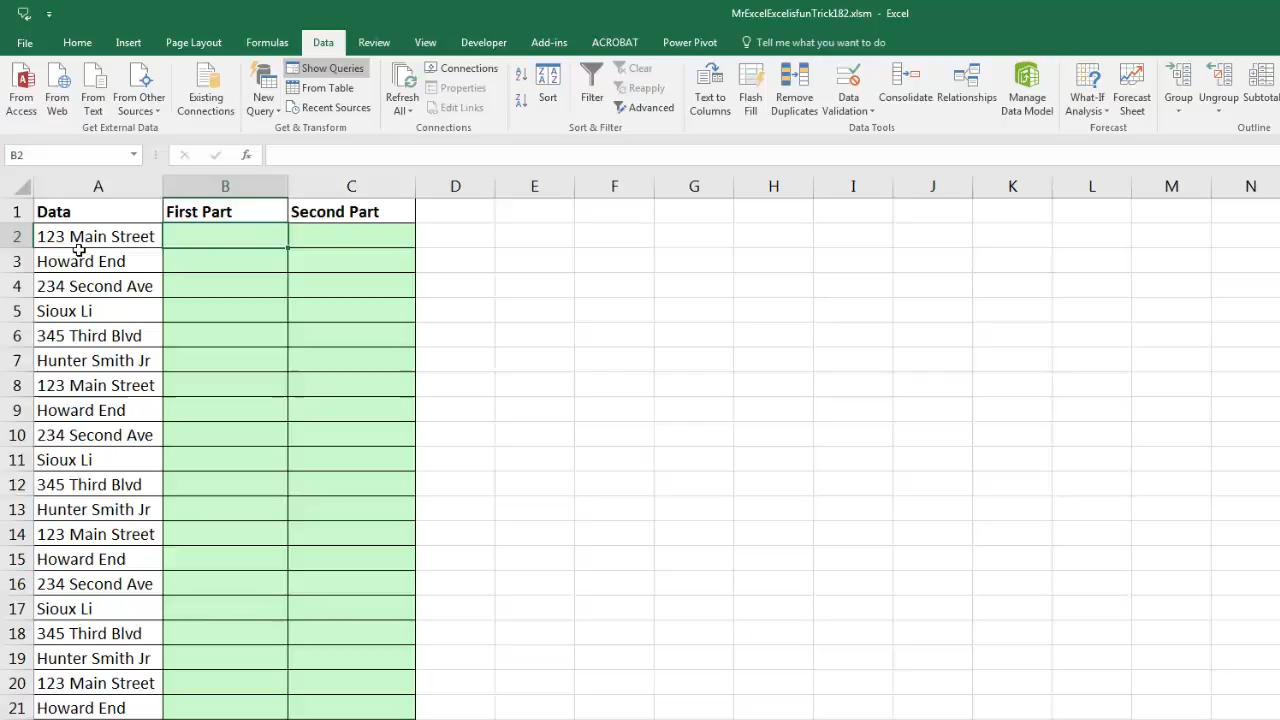 MrExcelExcelisfunTrick182.xlsm - Excel
File Home Insert Page Layout Formulas Data Review View Developer Add-ins ACROBAT Power Pivot Tell me what you want to do
From Access
From Web
From Text
From Other Sources
Get External Data
Existing Connections
New Query
Show Queries
From Table
Recent Sources
Get & Transform
Refresh All
Connections
Properties
Edit Links
Connections
Sort
Filter
Clear
Reapply
Advanced
Sort & Filter
Text to Columns
Flash Fill
Remove Duplicates
Data Validation
Consolidate
Relationships
Manage Data Model
Data Tools
What-If Analysis
Forecast Sheet
Forecast
Group
Ungroup
Subtotal
Outline
B2 fx
A B C D E F G H I J K L M N
1 Data First Part Second Part
2 123 Main Street
3 Howard End
4 234 Second Ave
5 Sioux Li
6 345 Third Blvd
7 Hunter Smith Jr
8 123 Main Street
9 Howard End
10 234 Second Ave
11 Sioux Li
12 345 Third Blvd
13 Hunter Smith Jr
14 123 Main Street
15 Howard End
16 234 Second Ave
17 Sioux Li
18 345 Third Blvd
19 Hunter Smith Jr
20 123 Main Street
21 Howard End